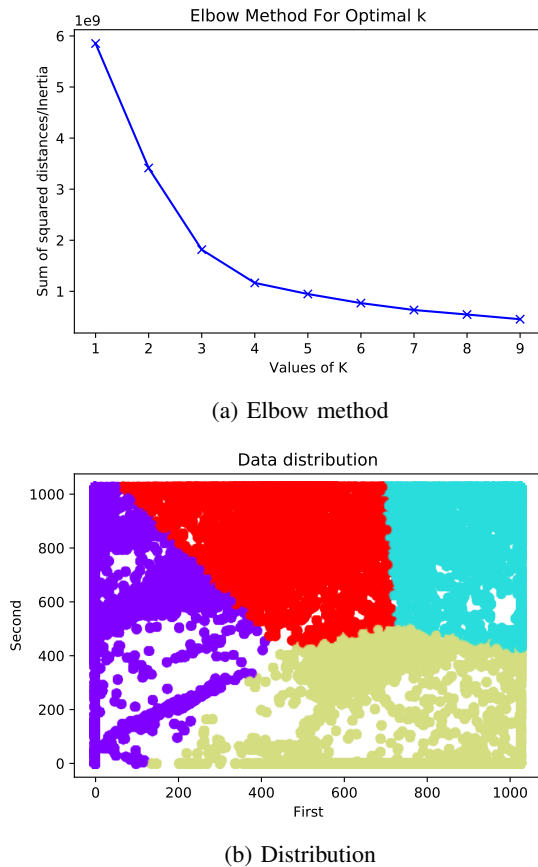 Elbow Method For Optimal k
1e9
6
5
4
3
2
1
Sum of squared distances/Inertia
1 2 3 4 5 6 7 8 9
Values of K
(a) Elbow method
Data distribution
1000
800
600
400
200
0
Second
0 200 400 600 800 1000
First
(b) Distribution